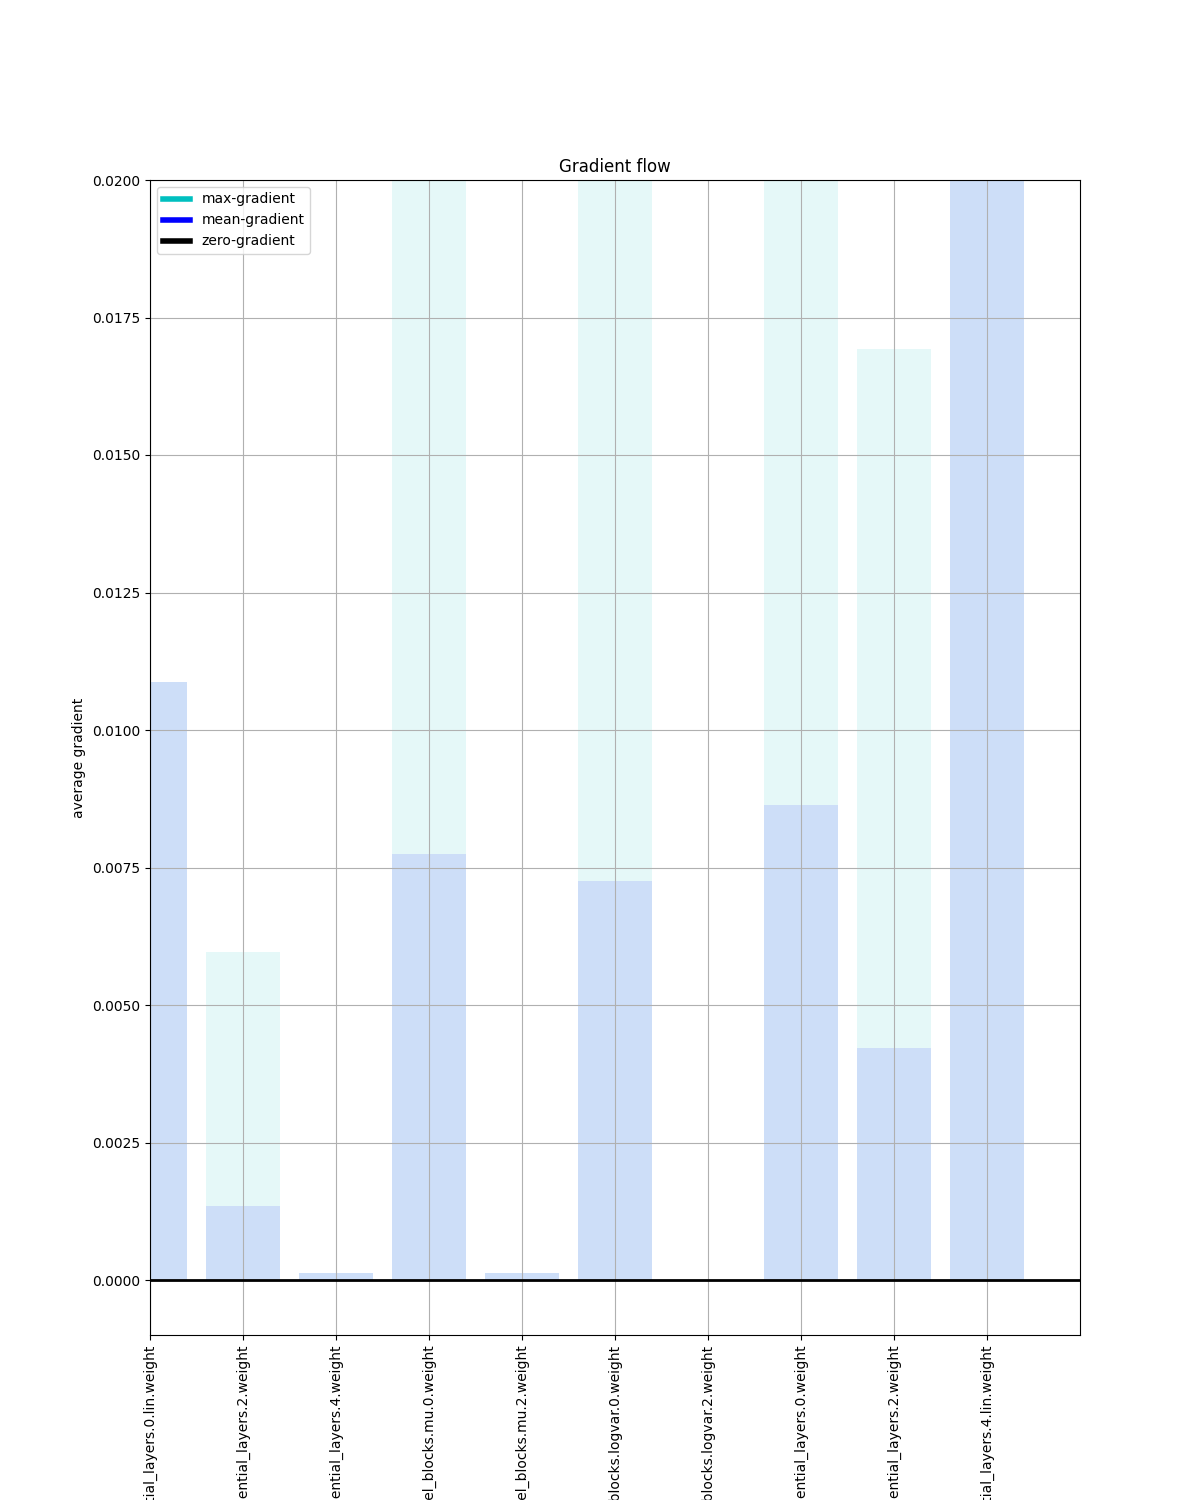 Gradient flow
max-gradient
mean-gradient
zero-gradient
0.0200
0.0175
0.0150
0.0125
0.0100
0.0075
0.0050
0.0025
0.0000
average gradient
tial_layers.0.lin.weight
ential_layers.2.weight
ential_layers.4.weight
el_blocks.mu.0.weight
el_blocks.mu.2.weight
blocks.logvar.0.weight
blocks.logvar.2.weight
ential_layers.0.weight
ential_layers.2.weight
tial_layers.4.lin.weight